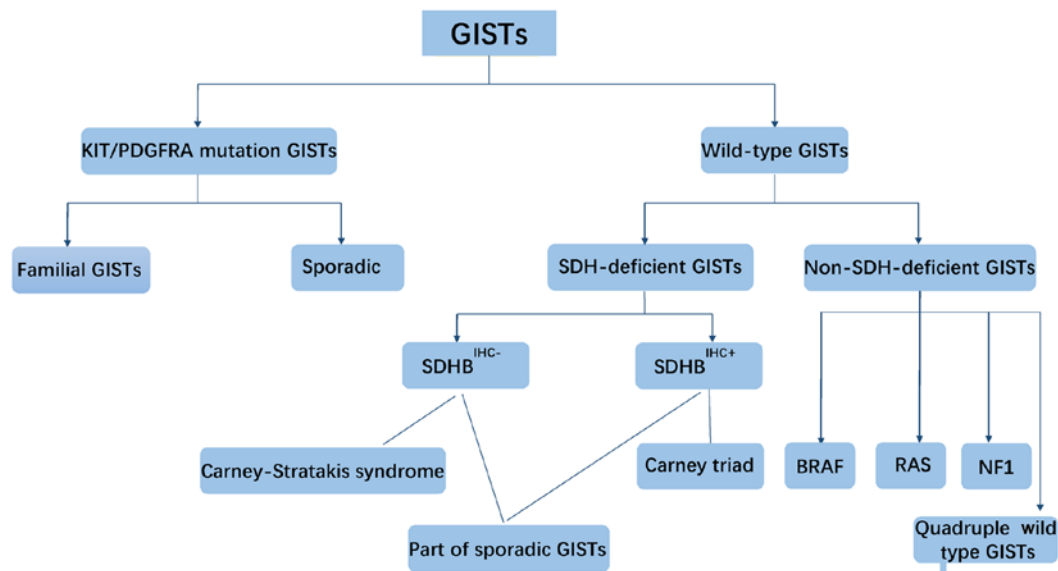 GISTs
KIT/PDGFRA mutation GISTs
Wild-type GISTs
Familial GISTs
Sporadic
SDH-deficient GISTs
Non-SDH-deficient GISTs
SDHB IHC-
SDHB IHC+
Carney-Stratakis syndrome
Carney triad
BRAF
RAS
NF1
Part of sporadic GISTs
Quadruple wild
type GISTs